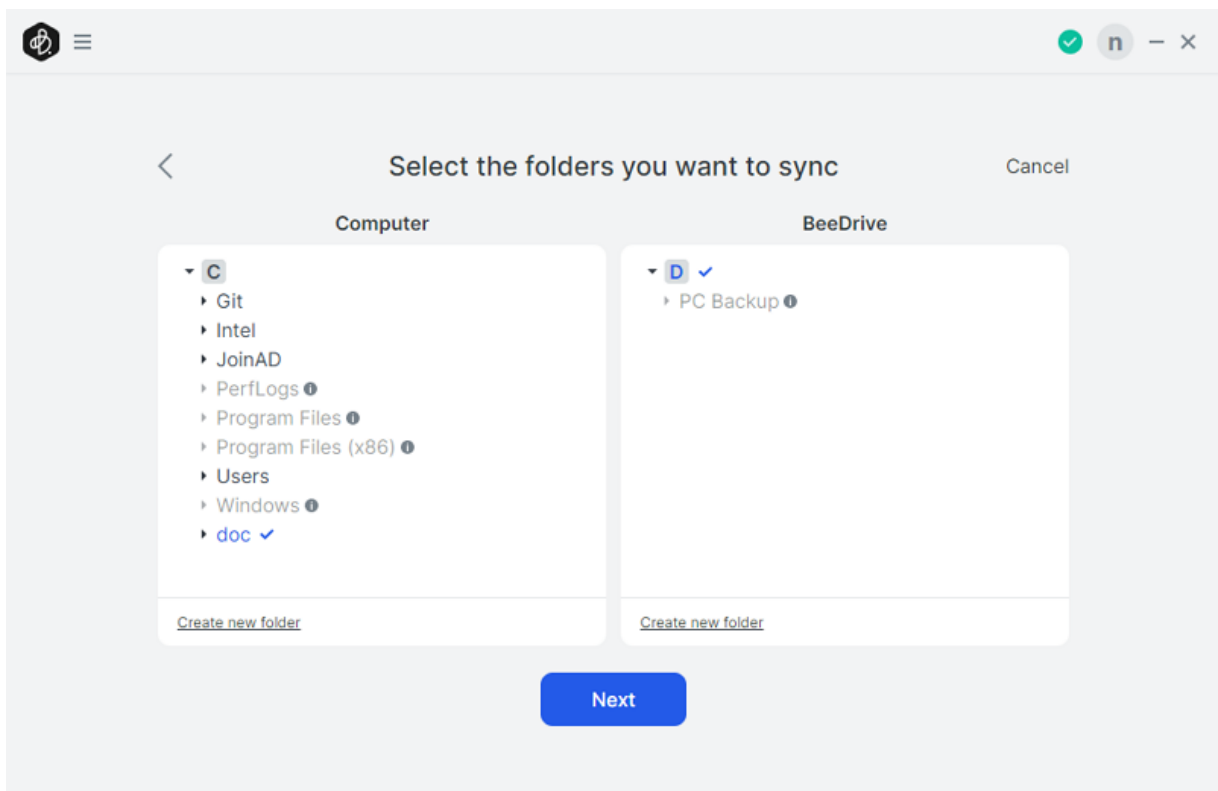 n
Select the folders you want to sync
Cancel
Computer
C
Git
Intel
JoinAD
PerfLogs
Program Files
Program Files (x86)
Users
Windows
doc
Create new folder
BeeDrive
D
PC Backup
Create new folder
Next